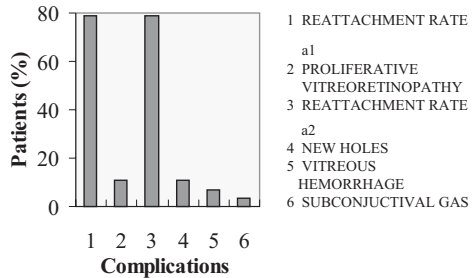 80
60
40
20
0
Patients (%)
1 2 3 4 5 6
Complications
1 REATTACHMENT RATE
a1
2 PROLIFERATIVE
VITREORETINOPATHY
3 REATTACHMENT RATE
a2
4 NEW HOLES
5 VITREOUS
HEMORRHAGE
6 SUBCONJUCTIVAL GAS